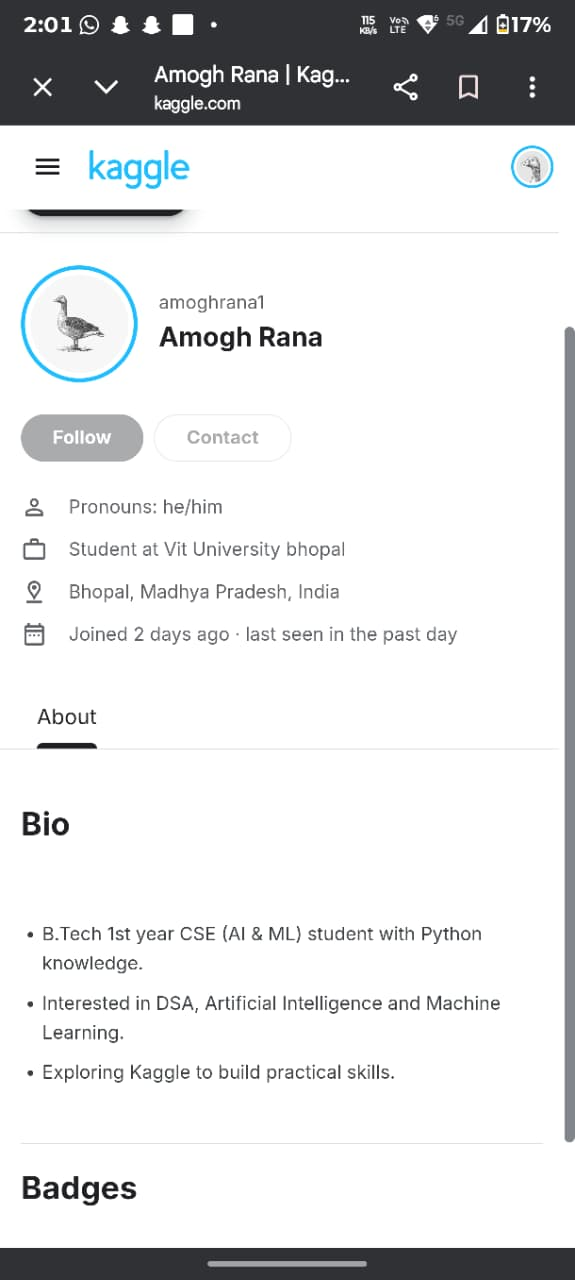 2:01
115 KB/s
Vo) LTE
6
5G
17%
Amogh Rana | Kag...
kaggle.com
kaggle
amoghrana1
Amogh Rana
Follow
Contact
Pronouns: he/him
Student at Vit University bhopal
Bhopal, Madhya Pradesh, India
Joined 2 days ago · last seen in the past day
About
Bio
• B.Tech 1st year CSE (AI & ML) student with Python
knowledge.
• Interested in DSA, Artificial Intelligence and Machine
Learning.
• Exploring Kaggle to build practical skills.
Badges